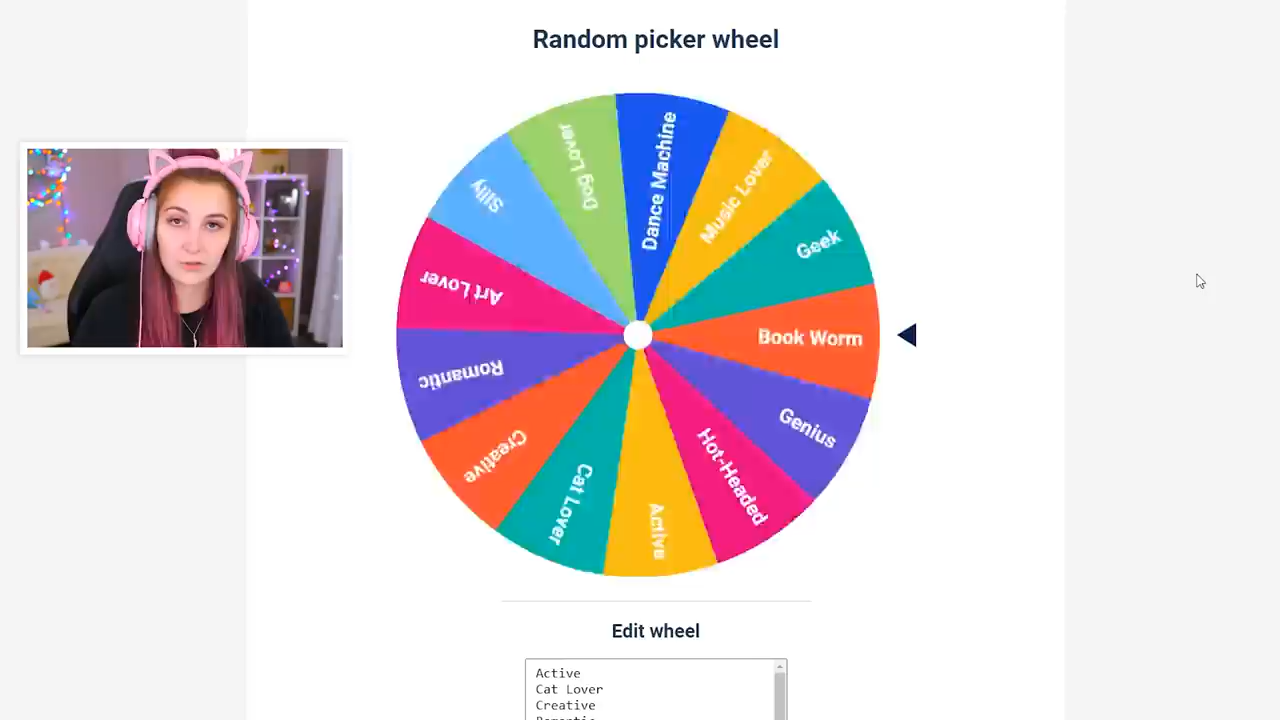 Random picker wheel
Dance Machine
Music Lover
Geek
Book Worm
Genius
Hot-Headed
Active
Cat Lover
Creative
Romantic
Art Lover
Silly
Dog Lover
Edit wheel
Active
Cat Lover
Creative
Romantic